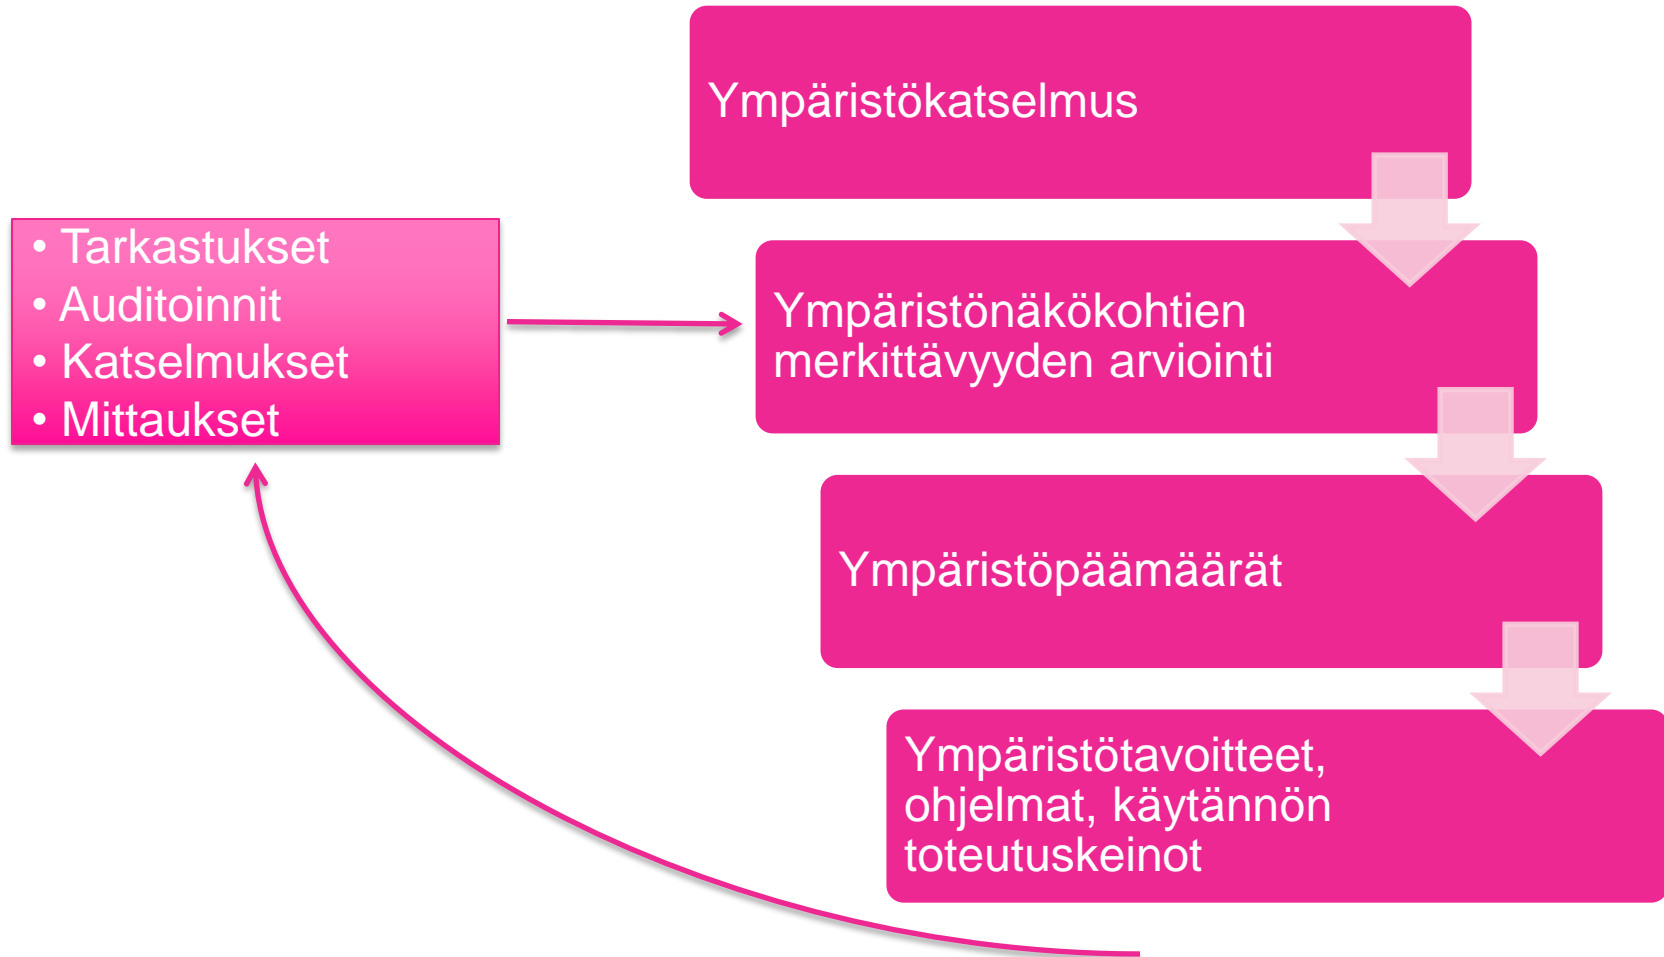 Ympäristökatselmus
• Tarkastukset
• Auditoinnit
• Katselmukset
• Mittaukset
Ympäristönäkökohtien
merkittävyyden arviointi
Ympäristöpäämäärät
Ympäristötavoitteet,
ohjelmat, käytännön
toteutuskeinot